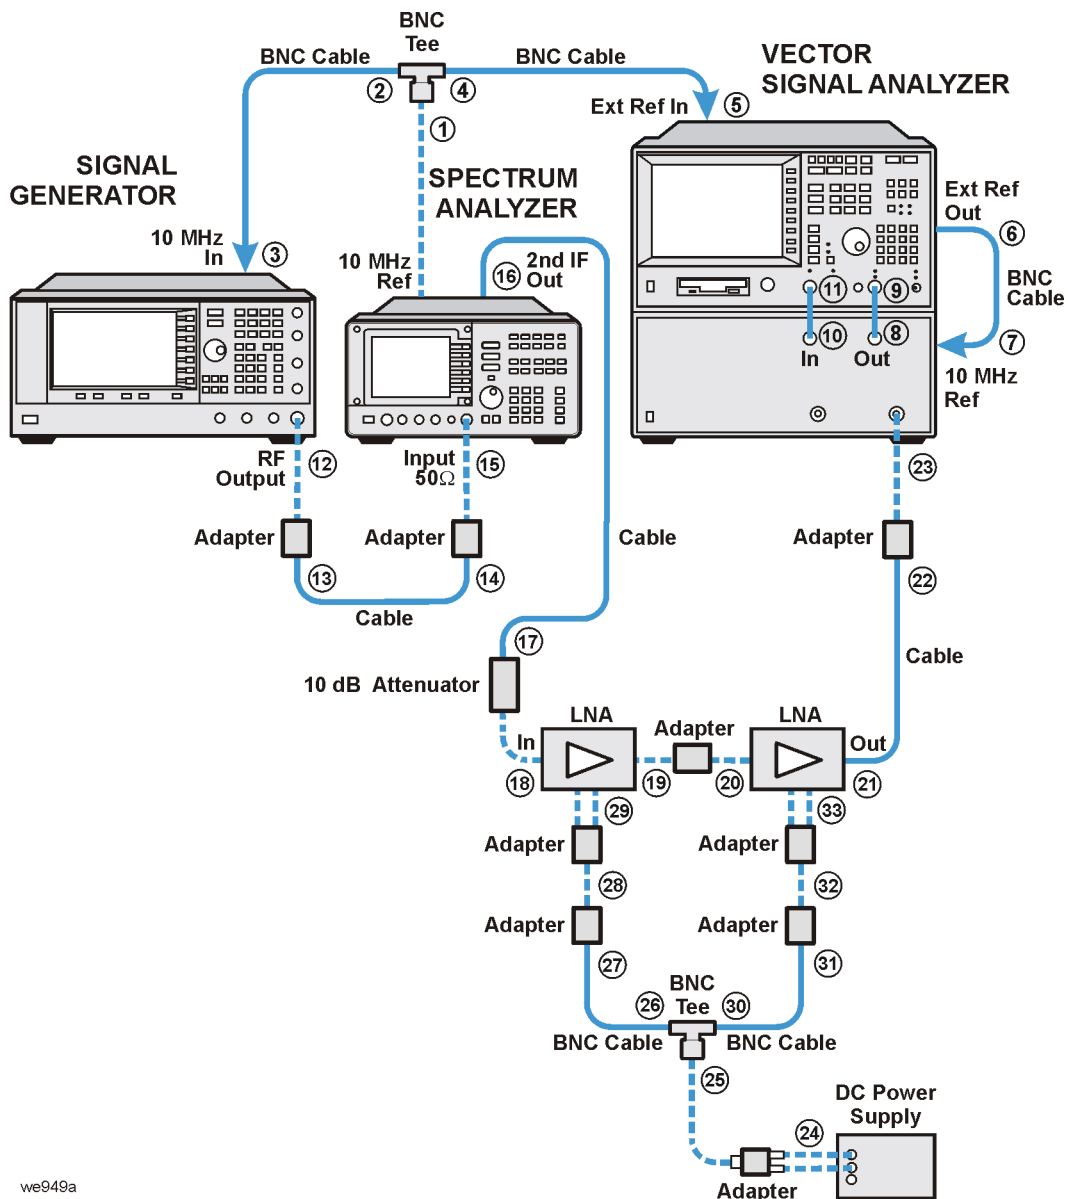 BNC
Tee
BNC Cable
BNC Cable
2
4
1
VECTOR
SIGNAL ANALYZER
Ext Ref In
5
SIGNAL
GENERATOR
SPECTRUM
ANALYZER
10 MHz
In
3
10 MHz
Ref
16
2nd IF
Out
Ext Ref
Out
6
BNC
Cable
7
10 MHz
Ref
11
9
10
8
In
Out
RF
Output
12
Input
50Ω
15
23
Adapter
Adapter
Cable
Adapter
13
14
22
Cable
17
Cable
10 dB Attenuator
LNA
Adapter
LNA
In
Out
18
19
20
21
29
33
Adapter
Adapter
28
32
Adapter
Adapter
27
31
BNC
Tee
26
30
BNC Cable
BNC Cable
25
DC Power
Supply
24
Adapter
we949a